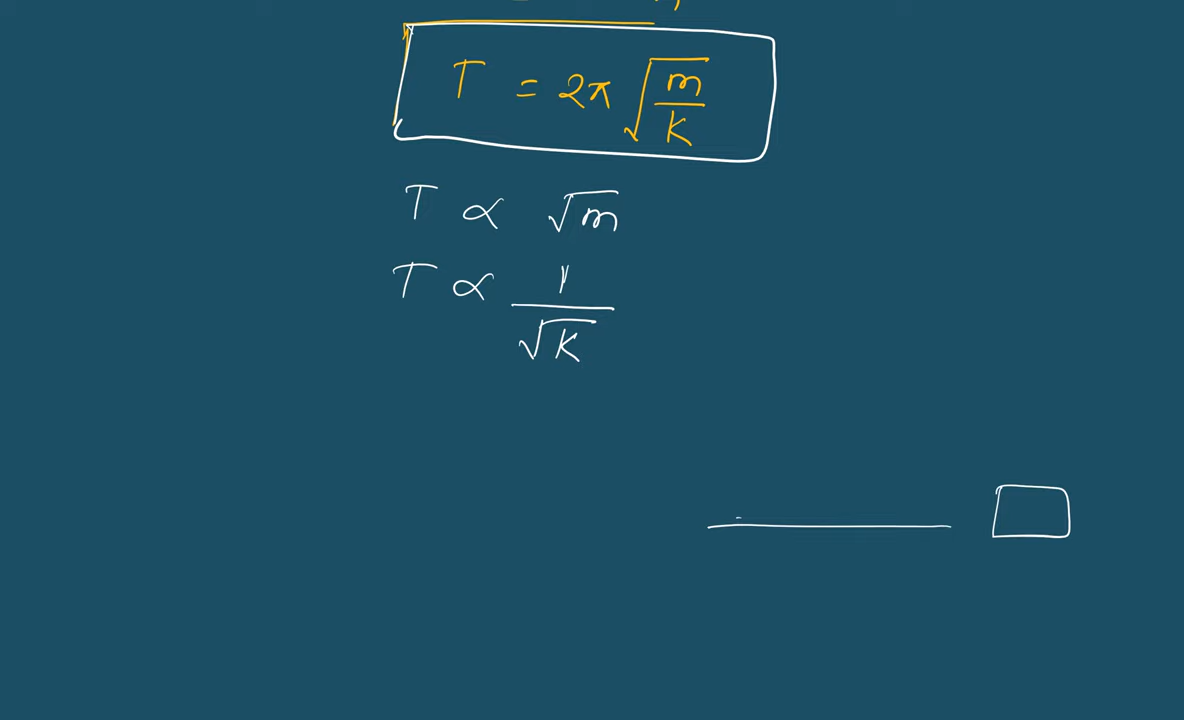 T = 2π √(m/K)
T ∝ √m
T ∝ 1/√K